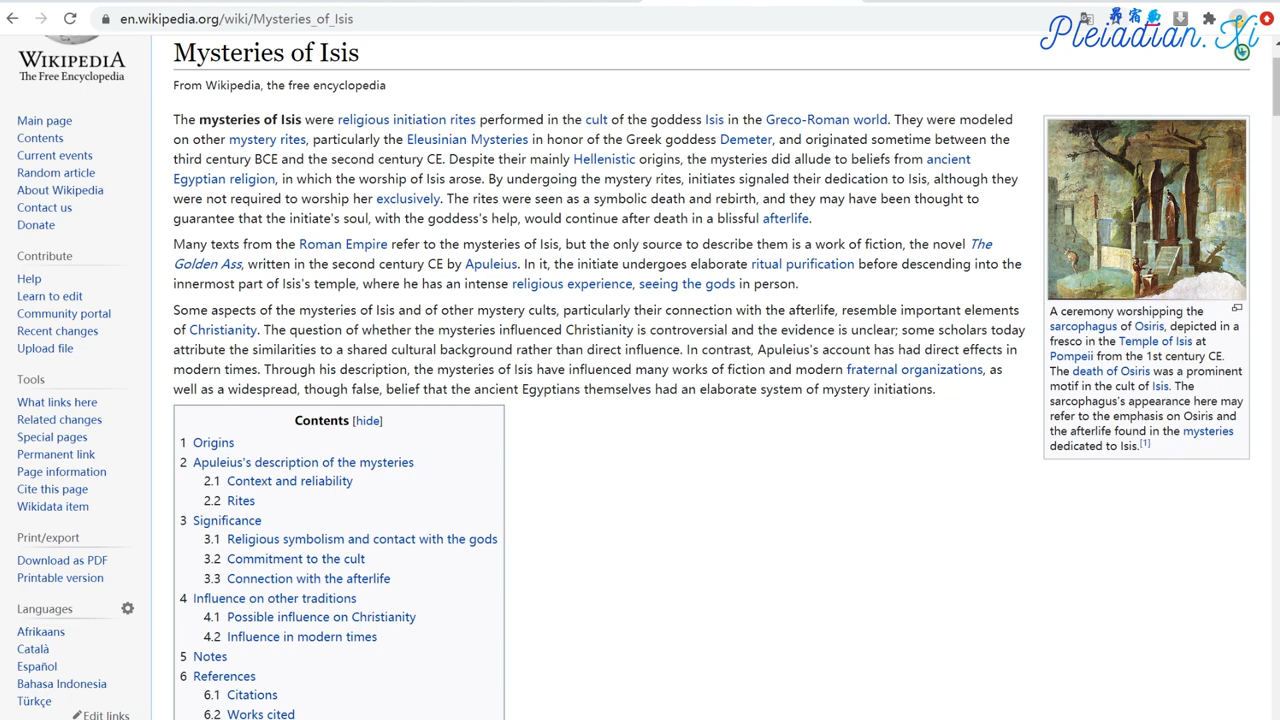 en.wikipedia.org/wiki/Mysteries_of_Isis
昴宿
Pleiadian.Xi
WIKIPEDIA
The Free Encyclopedia
Main page
Contents
Current events
Random article
About Wikipedia
Contact us
Donate
Contribute
Help
Learn to edit
Community portal
Recent changes
Upload file
Tools
What links here
Related changes
Special pages
Permanent link
Page information
Cite this page
Wikidata item
Print/export
Download as PDF
Printable version
Languages
Afrikaans
Català
Español
Bahasa Indonesia
Türkçe
Edit links
Mysteries of Isis
From Wikipedia, the free encyclopedia
The mysteries of Isis were religious initiation rites performed in the cult of the goddess Isis in the Greco-Roman world. They were modeled
on other mystery rites, particularly the Eleusinian Mysteries in honor of the Greek goddess Demeter, and originated sometime between the
third century BCE and the second century CE. Despite their mainly Hellenistic origins, the mysteries did allude to beliefs from ancient
Egyptian religion, in which the worship of Isis arose. By undergoing the mystery rites, initiates signaled their dedication to Isis, although they
were not required to worship her exclusively. The rites were seen as a symbolic death and rebirth, and they may have been thought to
guarantee that the initiate's soul, with the goddess's help, would continue after death in a blissful afterlife.
Many texts from the Roman Empire refer to the mysteries of Isis, but the only source to describe them is a work of fiction, the novel The
Golden Ass, written in the second century CE by Apuleius. In it, the initiate undergoes elaborate ritual purification before descending into the
innermost part of Isis's temple, where he has an intense religious experience, seeing the gods in person.
Some aspects of the mysteries of Isis and of other mystery cults, particularly their connection with the afterlife, resemble important elements
of Christianity. The question of whether the mysteries influenced Christianity is controversial and the evidence is unclear; some scholars today
attribute the similarities to a shared cultural background rather than direct influence. In contrast, Apuleius's account has had direct effects in
modern times. Through his description, the mysteries of Isis have influenced many works of fiction and modern fraternal organizations, as
well as a widespread, though false, belief that the ancient Egyptians themselves had an elaborate system of mystery initiations.
Contents [hide]
1 Origins
2 Apuleius's description of the mysteries
2.1 Context and reliability
2.2 Rites
3 Significance
3.1 Religious symbolism and contact with the gods
3.2 Commitment to the cult
3.3 Connection with the afterlife
4 Influence on other traditions
4.1 Possible influence on Christianity
4.2 Influence in modern times
5 Notes
6 References
6.1 Citations
6.2 Works cited
A ceremony worshipping the
sarcophagus of Osiris, depicted in a
fresco in the Temple of Isis at
Pompeii from the 1st century CE.
The death of Osiris was a prominent
motif in the cult of Isis. The
sarcophagus's appearance here may
refer to the emphasis on Osiris and
the afterlife found in the mysteries
dedicated to Isis.[1]